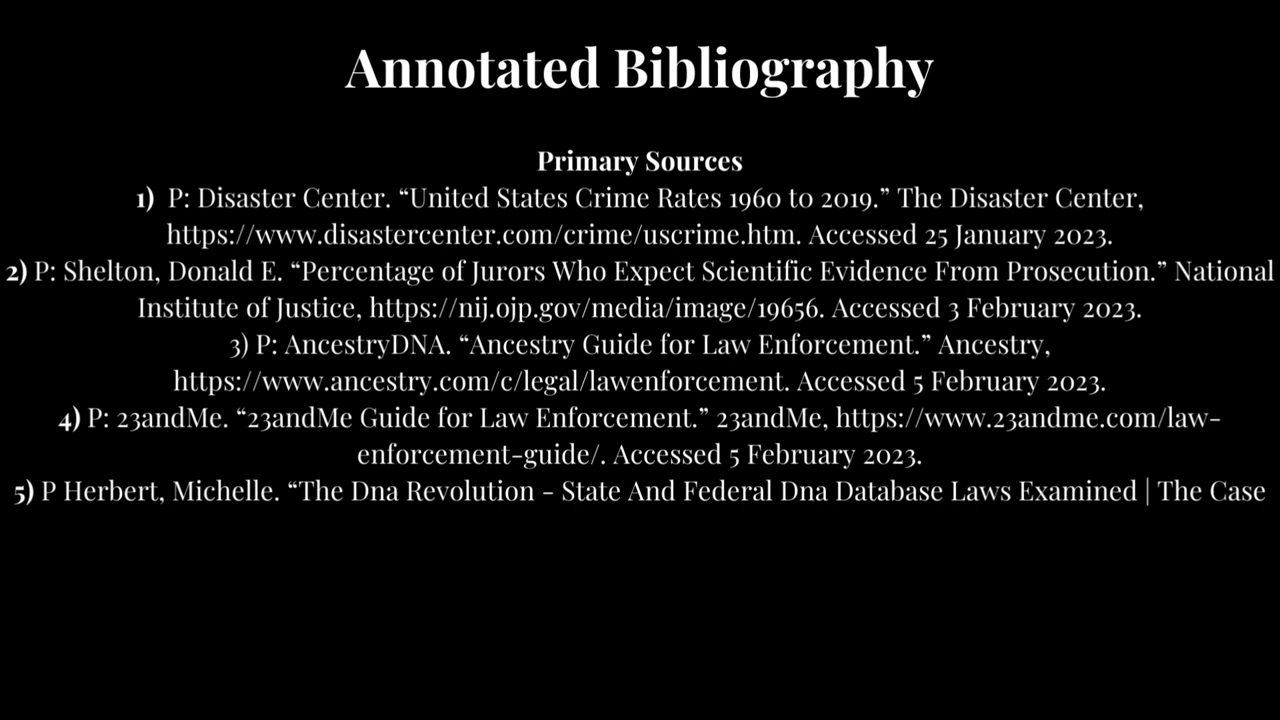 Annotated Bibliography
Primary Sources
1) P: Disaster Center. “United States Crime Rates 1960 to 2019.” The Disaster Center,
https://www.disastercenter.com/crime/uscrime.htm. Accessed 25 January 2023.
2) P: Shelton, Donald E. “Percentage of Jurors Who Expect Scientific Evidence From Prosecution.” National
Institute of Justice, https://nij.ojp.gov/media/image/19656. Accessed 3 February 2023.
3) P: AncestryDNA. “Ancestry Guide for Law Enforcement.” Ancestry,
https://www.ancestry.com/c/legal/lawenforcement. Accessed 5 February 2023.
4) P: 23andMe. “23andMe Guide for Law Enforcement.” 23andMe, https://www.23andme.com/law-
enforcement-guide/. Accessed 5 February 2023.
5) P Herbert, Michelle. “The Dna Revolution - State And Federal Dna Database Laws Examined | The Case